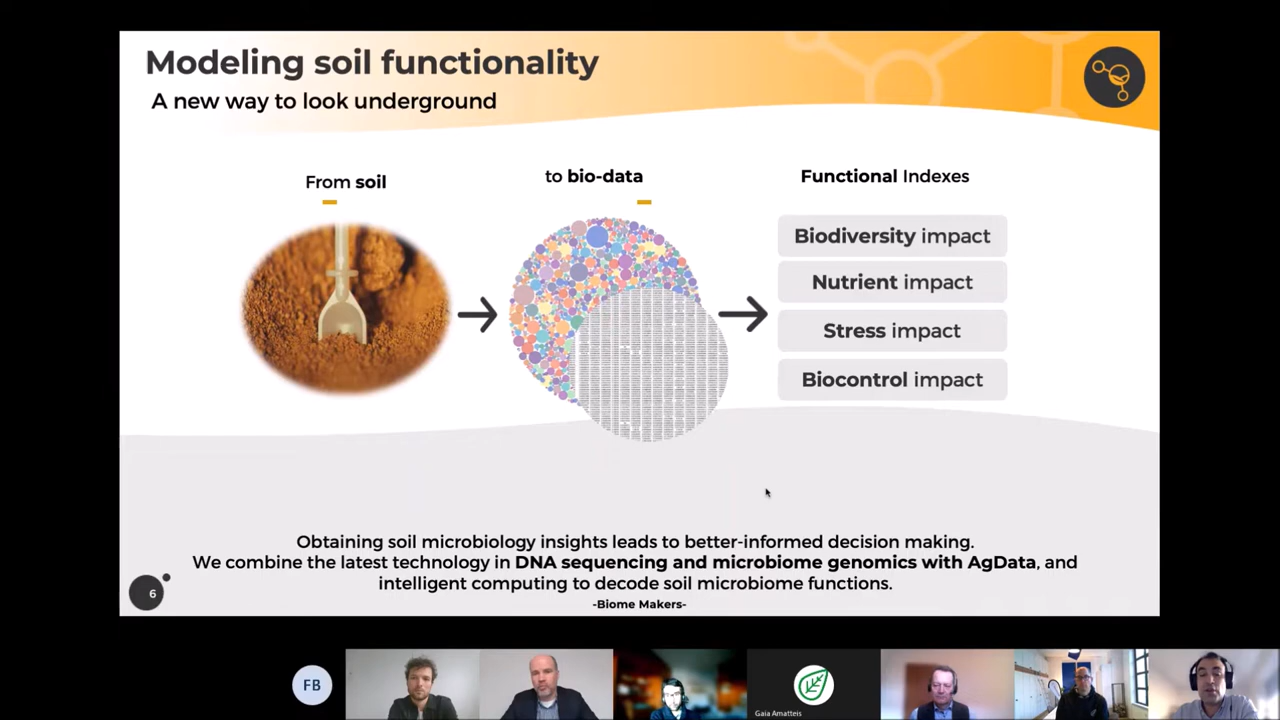 Modeling soil functionality
A new way to look underground
From soil
to bio-data
Functional Indexes
Biodiversity impact
Nutrient impact
Stress impact
Biocontrol impact
Obtaining soil microbiology insights leads to better-informed decision making.
We combine the latest technology in DNA sequencing and microbiome genomics with AgData, and
intelligent computing to decode soil microbiome functions.
-Biome Makers-
6
FB
Gaia Amatteis